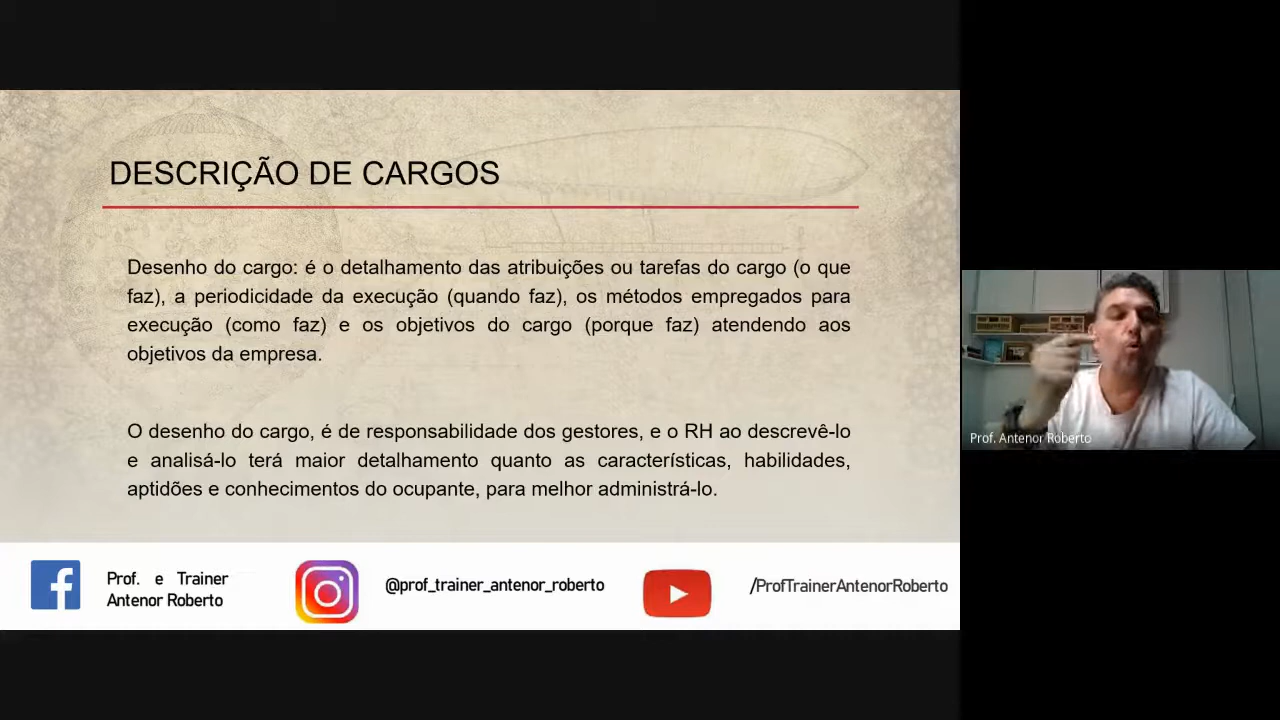 DESCRIÇÃO DE CARGOS
Desenho do cargo: é o detalhamento das atribuições ou tarefas do cargo (o que
faz), a periodicidade da execução (quando faz), os métodos empregados para
execução (como faz) e os objetivos do cargo (porque faz) atendendo aos
objetivos da empresa.
O desenho do cargo, é de responsabilidade dos gestores, e o RH ao descrevê-lo
e analisá-lo terá maior detalhamento quanto as características, habilidades,
aptidões e conhecimentos do ocupante, para melhor administrá-lo.
Prof. e Trainer
Antenor Roberto
@prof_trainer_antenor_roberto
/ProfTrainerAntenorRoberto
Prof. Antenor Roberto